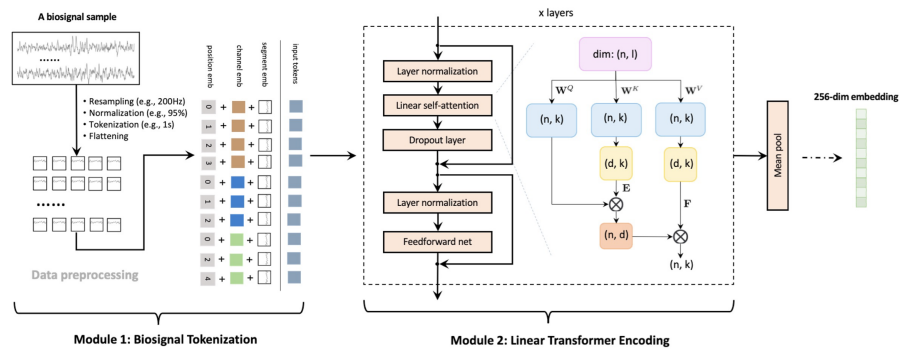 A biosignal sample
......
Resampling (e.g., 200Hz)
Normalization (e.g., 95%)
Tokenization (e.g., 1s)
Flattening
......
Data preprocessing
position emb
channel emb
segment emb
input tokens
0 + +
1 + +
2 + +
3 + +
0 + +
1 + +
2 + +
0 + +
2 + +
4 + +
Module 1: Biosignal Tokenization
x layers
Layer normalization
Linear self-attention
Dropout layer
Layer normalization
Feedforward net
dim: (n, l)
W^Q
W^K
W^V
(n, k)
(n, k)
(n, k)
(d, k)
(d, k)
E
F
(n, d)
(n, k)
Module 2: Linear Transformer Encoding
Mean pool
256-dim embedding